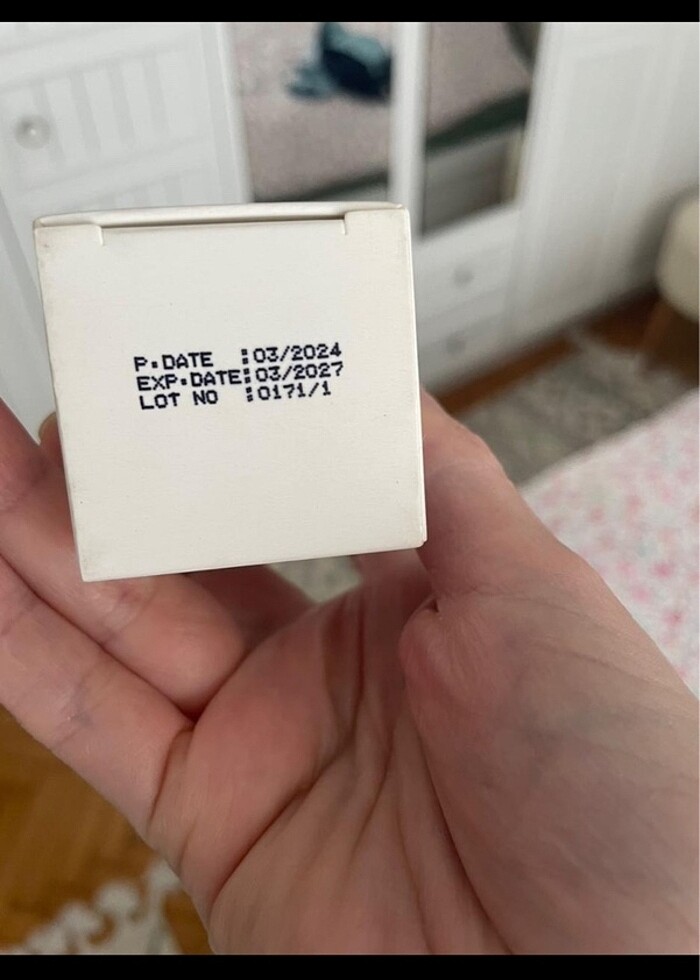 P.DATE :03/2024
EXP.DATE:03/2027
LOT NO :0171/1